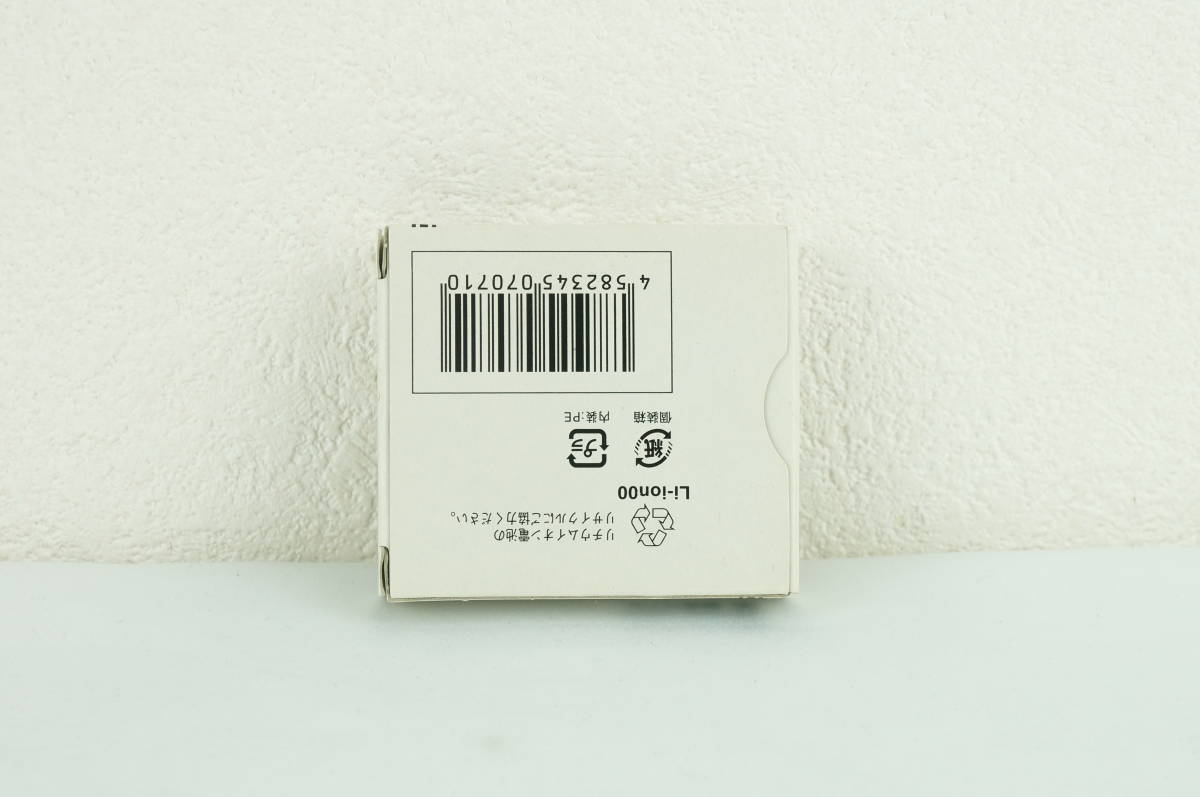 リチウムイオン電池の
リサイクルにご協力ください。
Li-ion00
紙 プラ
個装箱 内装:PE
4 582345 070710